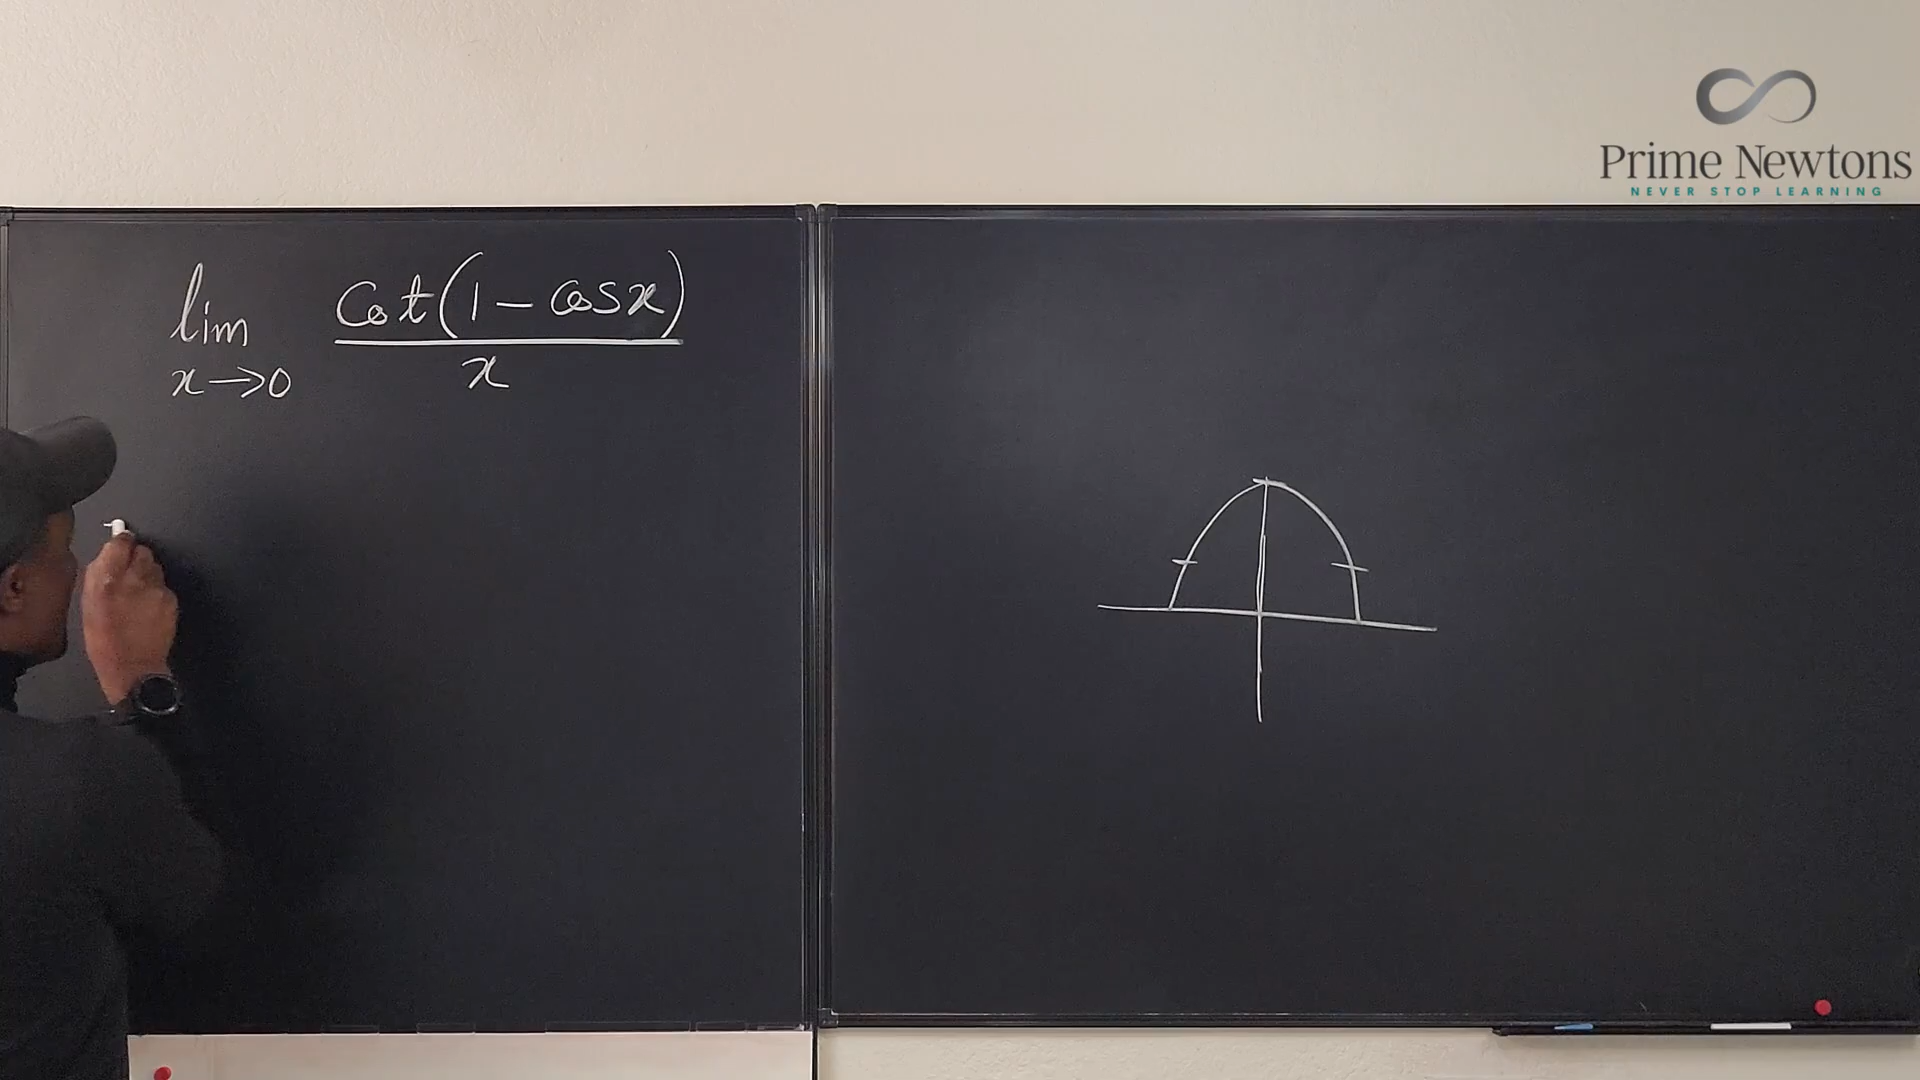 Prime Newtons
NEVER STOP LEARNING
lim cot(1 - cos x)
x→0 x